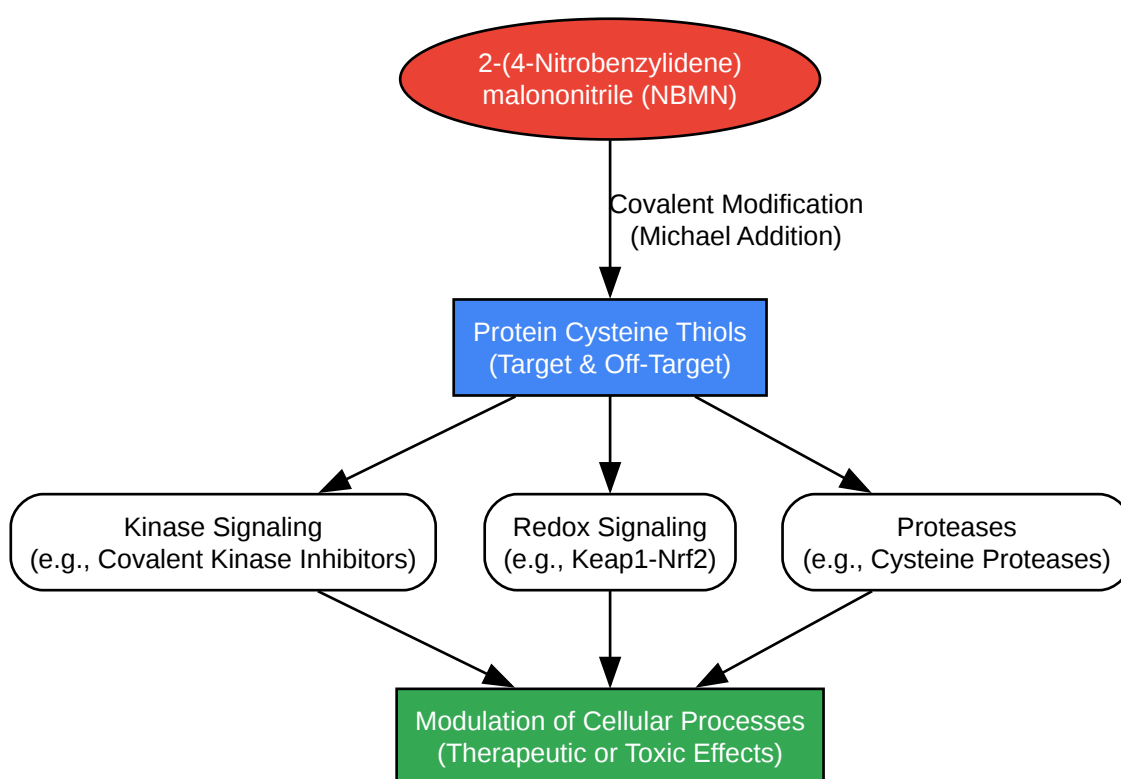 2-(4-Nitrobenzylidene)
malononitrile (NBMN)
Covalent Modification
(Michael Addition)
Protein Cysteine Thiols
(Target & Off-Target)
Kinase Signaling
(e.g., Covalent Kinase Inhibitors)
Redox Signaling
(e.g., Keap1-Nrf2)
Proteases
(e.g., Cysteine Proteases)
Modulation of Cellular Processes
(Therapeutic or Toxic Effects)